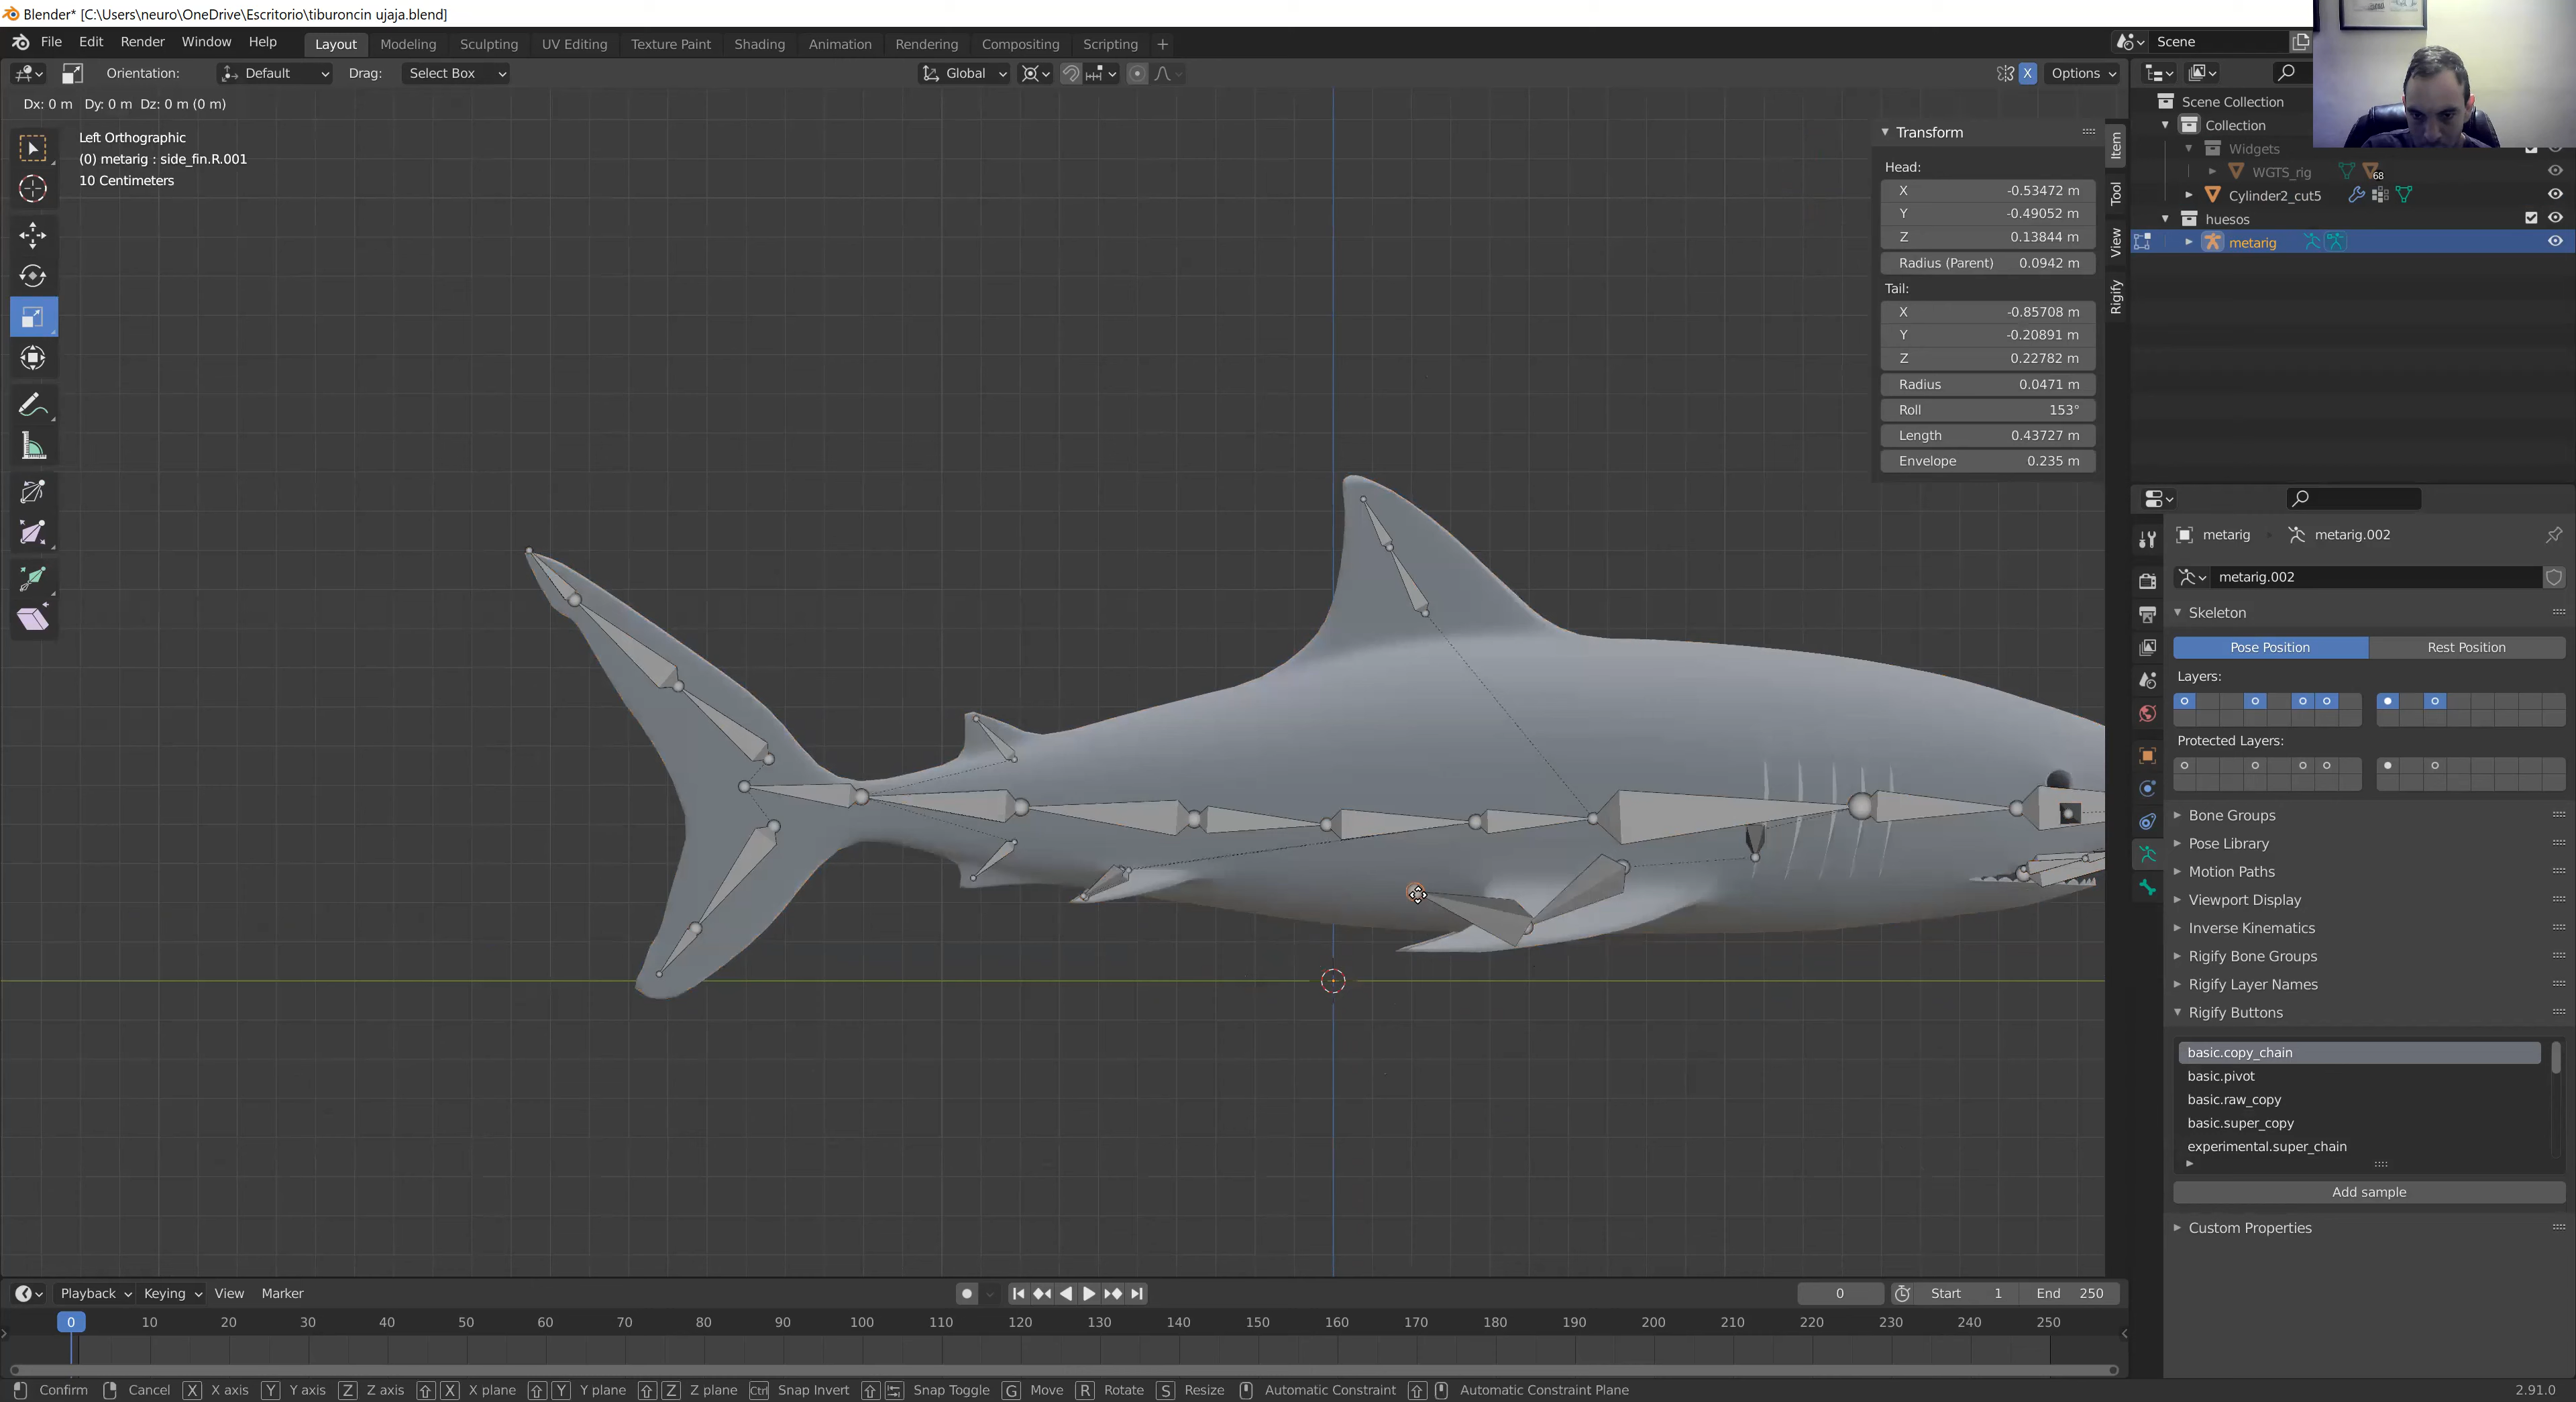 Blender* [C:\Users\neuro\OneDrive\Escritorio\tiburoncin ujaja.blend]
File Edit Render Window Help Layout Modeling Sculpting UV Editing Texture Paint Shading Animation Rendering Compositing Scripting + Scene
Orientation: Default Drag: Select Box Global X Options
Dx: 0 m Dy: 0 m Dz: 0 m (0 m)
Left Orthographic
(0) metarig : side_fin.R.001
10 Centimeters
Transform
Head:
X -0.53472 m
Y -0.49052 m
Z 0.13844 m
Radius (Parent) 0.0942 m
Tail:
X -0.85708 m
Y -0.20891 m
Z 0.22782 m
Radius 0.0471 m
Roll 153°
Length 0.43727 m
Envelope 0.235 m
Item
Tool
View
Rigify
Scene Collection
Collection
Widgets
WGTS_rig 68
Cylinder2_cut5
huesos
metarig
metarig metarig.002
metarig.002
Skeleton
Pose Position Rest Position
Layers:
Protected Layers:
Bone Groups
Pose Library
Motion Paths
Viewport Display
Inverse Kinematics
Rigify Bone Groups
Rigify Layer Names
Rigify Buttons
basic.copy_chain
basic.pivot
basic.raw_copy
basic.super_copy
experimental.super_chain
Add sample
Custom Properties
Playback Keying View Marker 0 Start 1 End 250
0 10 20 30 40 50 60 70 80 90 100 110 120 130 140 150 160 170 180 190 200 210 220 230 240 250
Confirm Cancel X X axis Y Y axis Z Z axis X X plane Y Y plane Z Z plane Ctrl Snap Invert Snap Toggle G Move R Rotate S Resize Automatic Constraint Automatic Constraint Plane 2.91.0